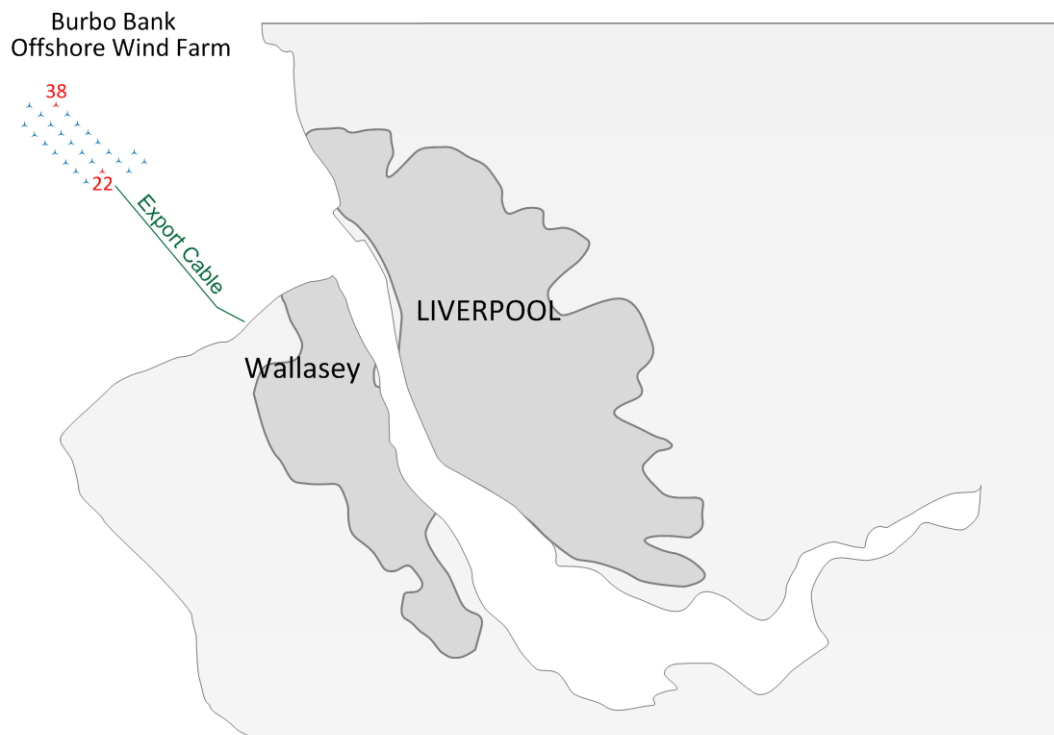 Burbo Bank
Offshore Wind Farm
38
22
Export Cable
LIVERPOOL
Wallasey